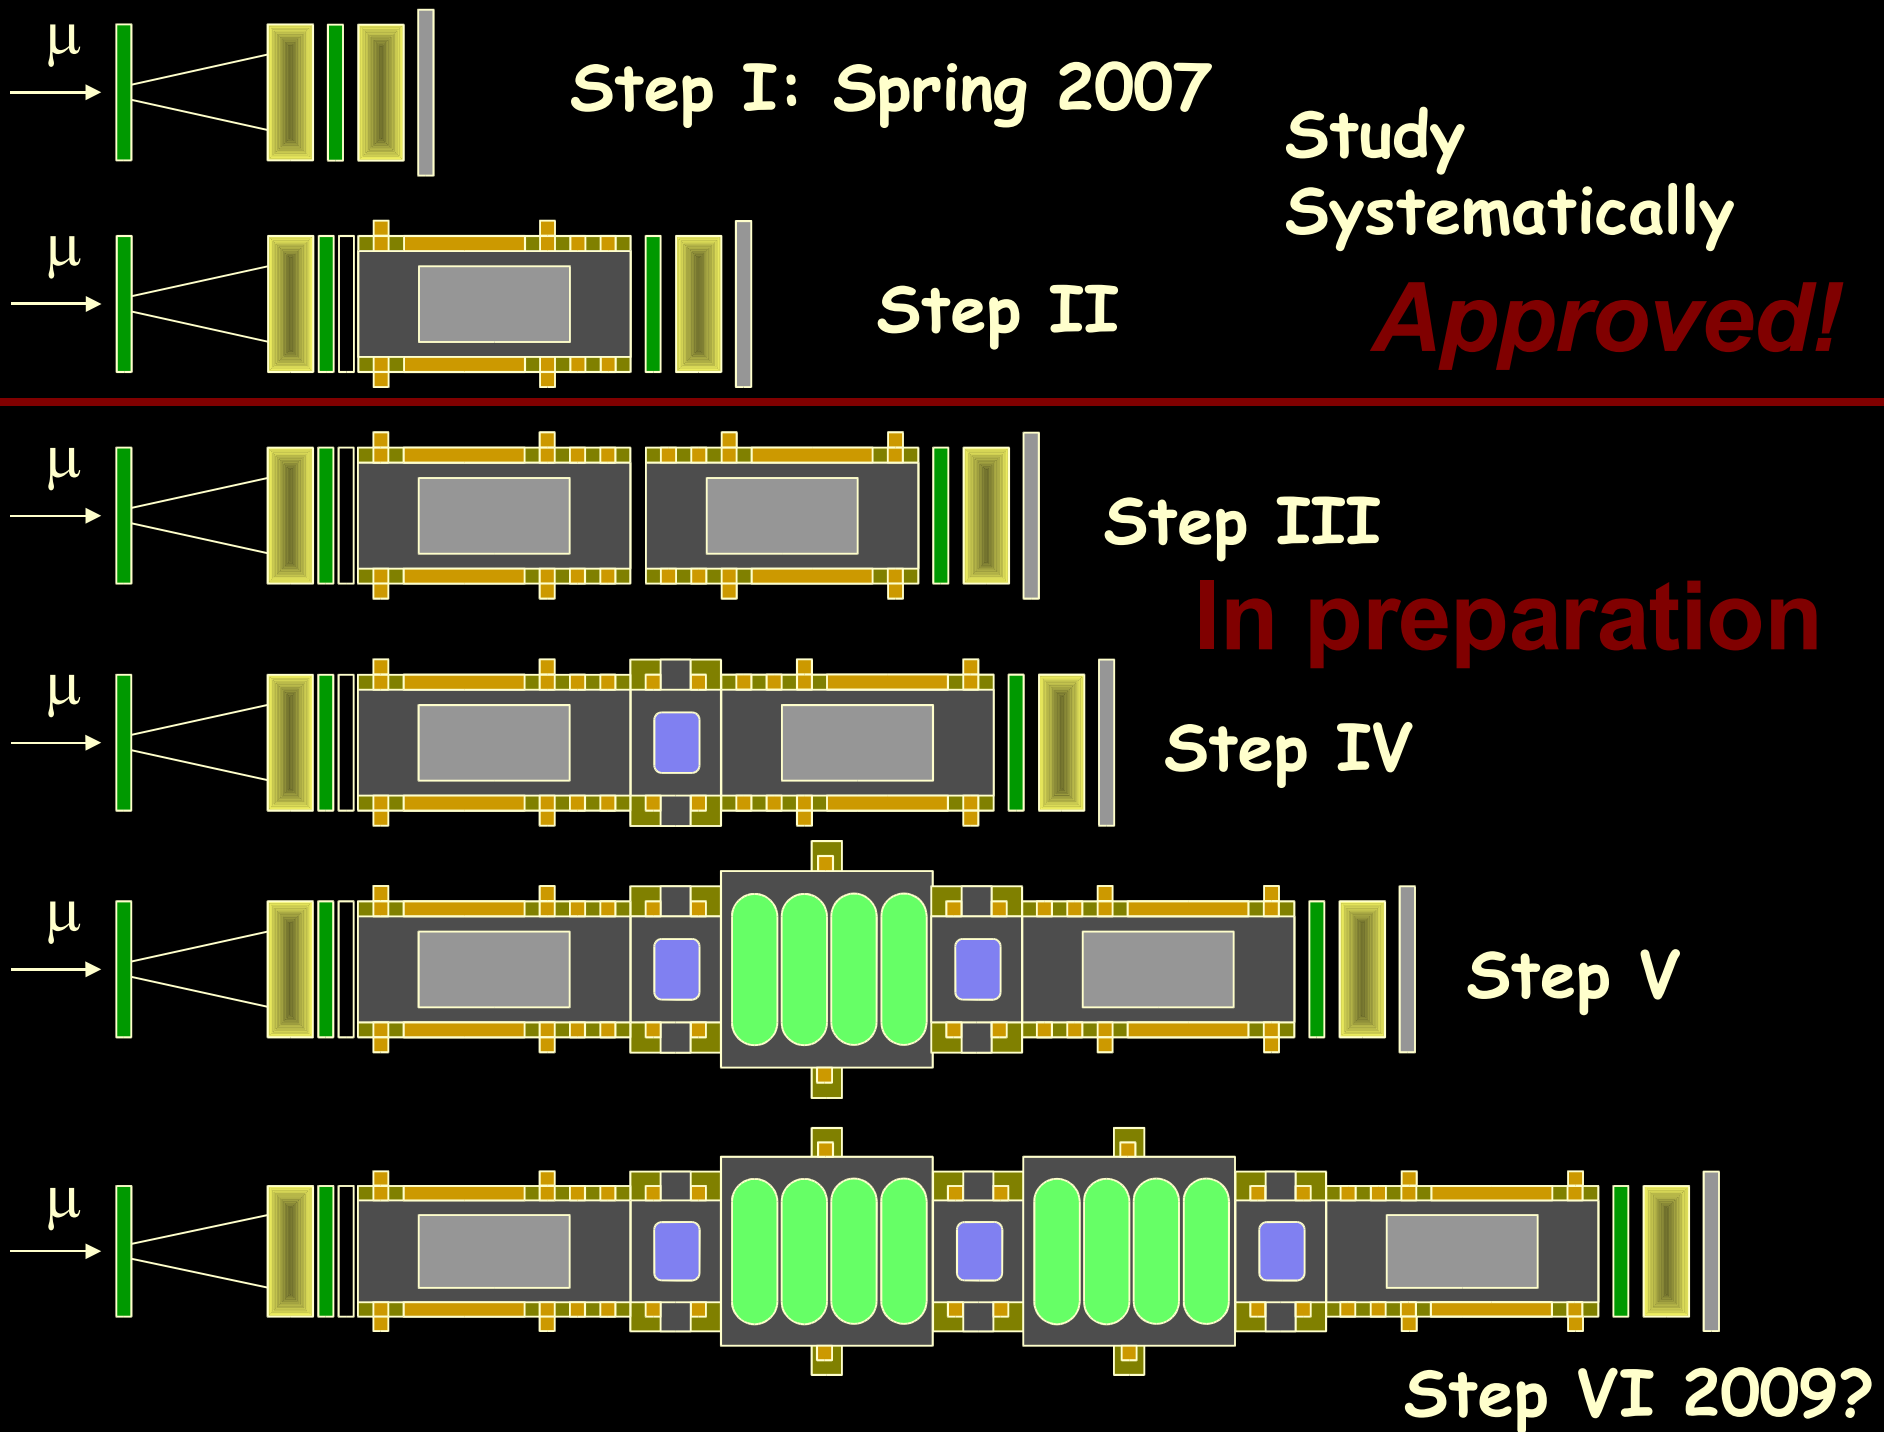 μ
Step I: Spring 2007
Study
Systematically
μ
Step II
Approved!
μ
Step III
In preparation
μ
Step IV
μ
Step V
μ
Step VI 2009?